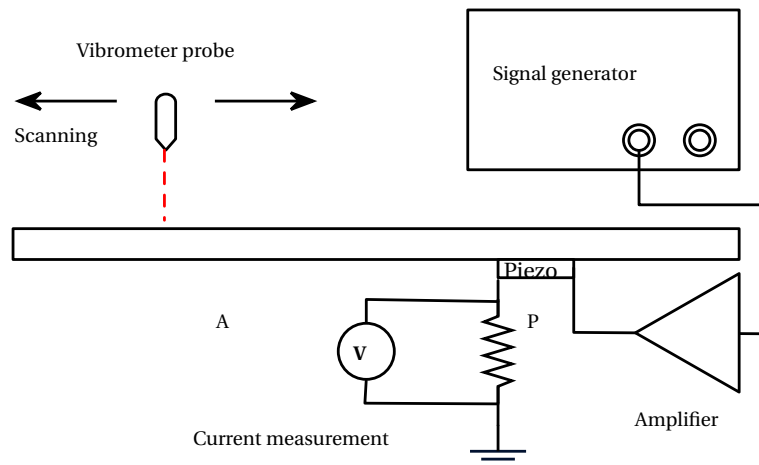 Vibrometer probe
Signal generator
Scanning
Piezo
A
P
V
Amplifier
Current measurement